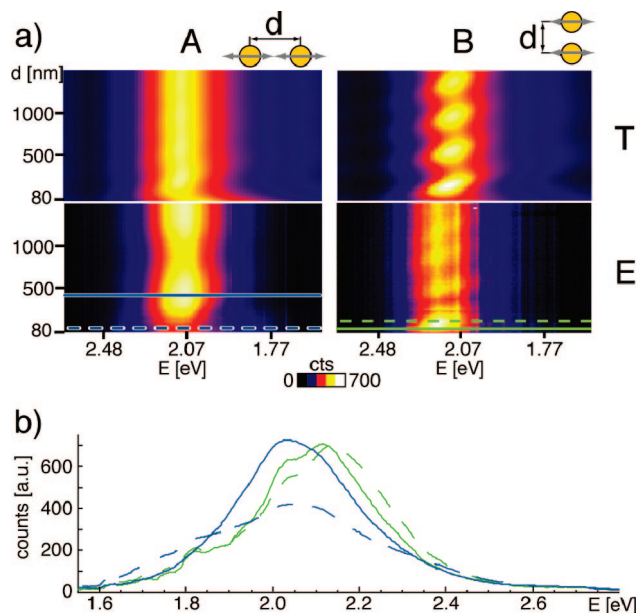 a) A d B d
d [nm]
1000
500
80
T
1000
500
80
E
2.48 2.07 1.77 2.48 2.07 1.77
E [eV] E [eV]
cts
0 700
b)
counts [a.u.]
600
400
200
0
1.6 1.8 2.0 2.2 2.4 2.6 E [eV]